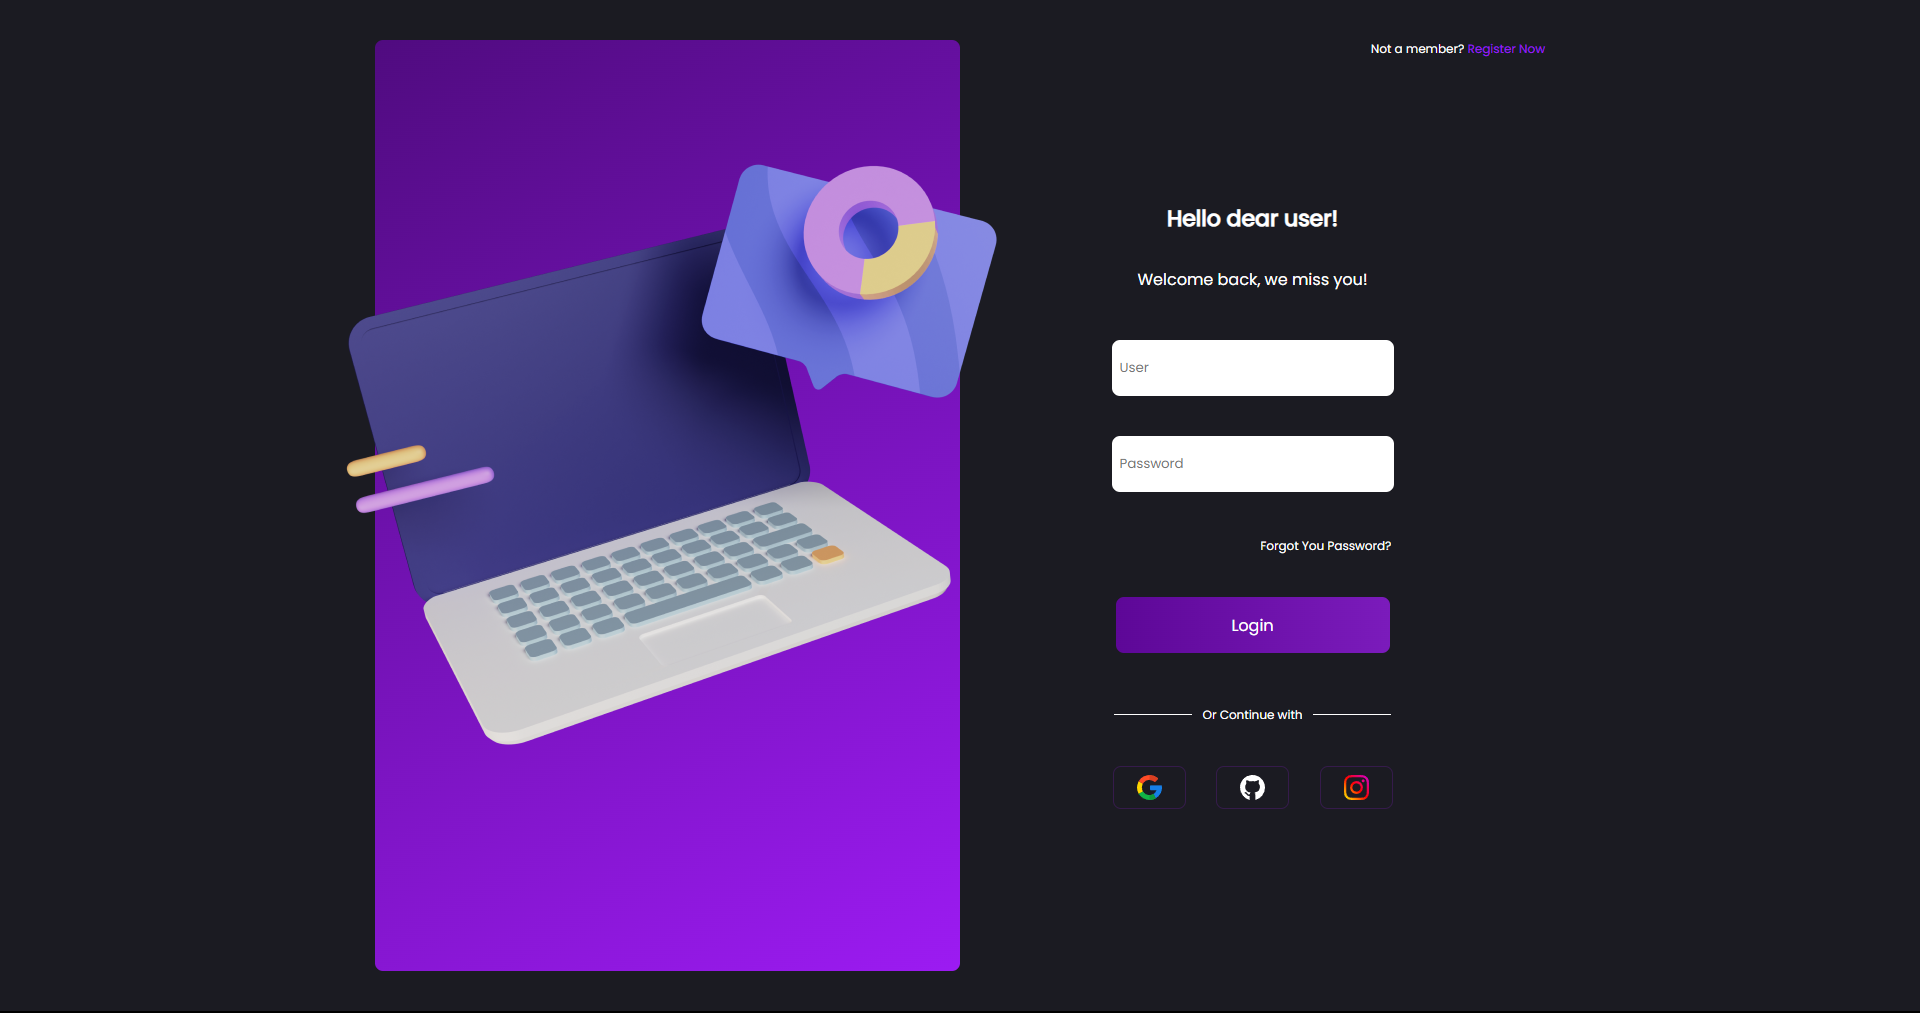 Not a member? Register Now
Hello dear user!
Welcome back, we miss you!
User
Password
Forgot You Password?
Login
Or Continue with